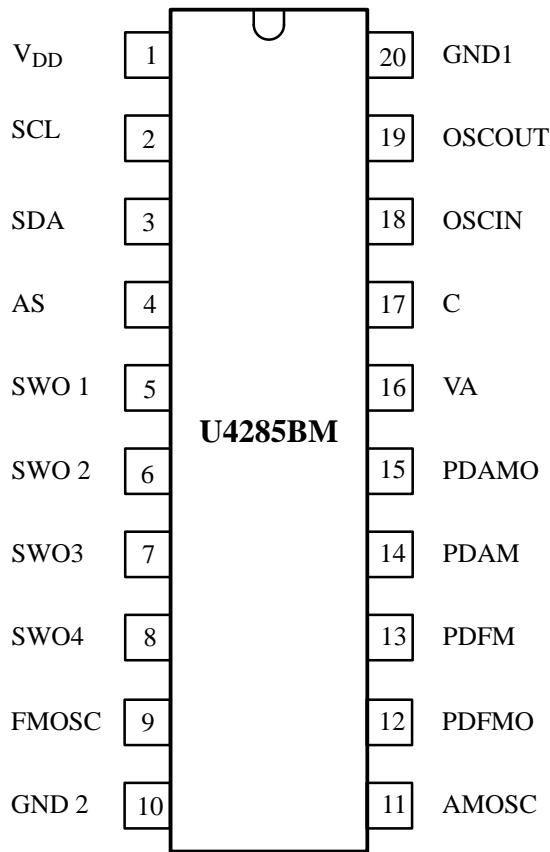 V_DD 1 20 GND1
SCL 2 19 OSCOUT
SDA 3 18 OSCIN
AS 4 17 C
SWO 1 5 16 VA
U4285BM
SWO 2 6 15 PDAMO
SWO3 7 14 PDAM
SWO4 8 13 PDFM
FMOSC 9 12 PDFMO
GND 2 10 11 AMOSC